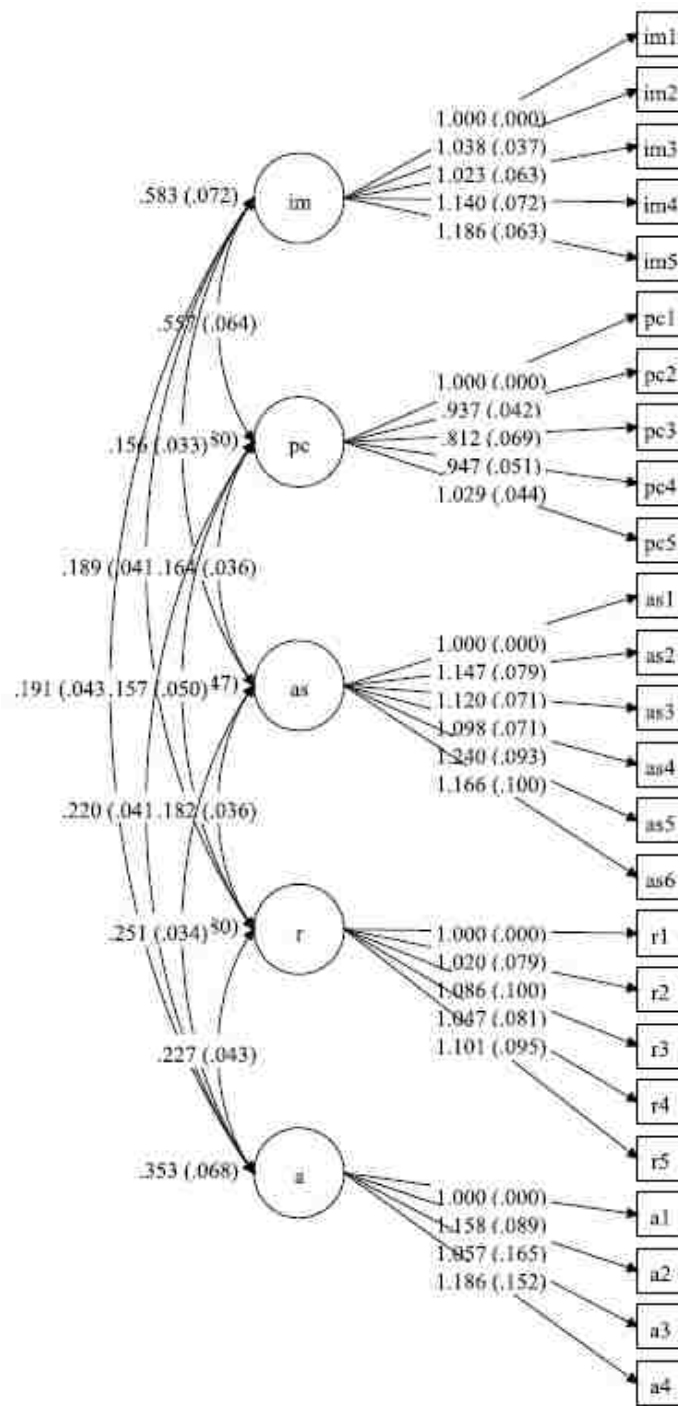 im1
im2
1.000 (.000)
1.038 (.037)
im3
1.023 (.063)
.583 (.072)
im
1.140 (.072)
im4
1.186 (.063)
im5
pc1
.557 (.064)
pc2
1.000 (.000)
.937 (.042)
pc3
.156 (.033)
pc
.812 (.069)
.947 (.051)
pc4
1.029 (.044)
pc5
.189 (.041
.164 (.036)
as1
1.000 (.000)
as2
1.147 (.079)
.191 (.043
.157 (.050)
47)
as
1.120 (.071)
as3
1.098 (.071)
as4
1.240 (.093)
1.166 (.100)
as5
.220 (.041
.182 (.036)
as6
.251 (.034)
r
1.000 (.000)
r1
1.020 (.079)
r2
1.086 (.100)
1.047 (.081)
r3
1.101 (.095)
.227 (.043)
r4
r5
.353 (.068)
a
1.000 (.000)
a1
1.158 (.089)
1.057 (.165)
a2
1.186 (.152)
a3
a4